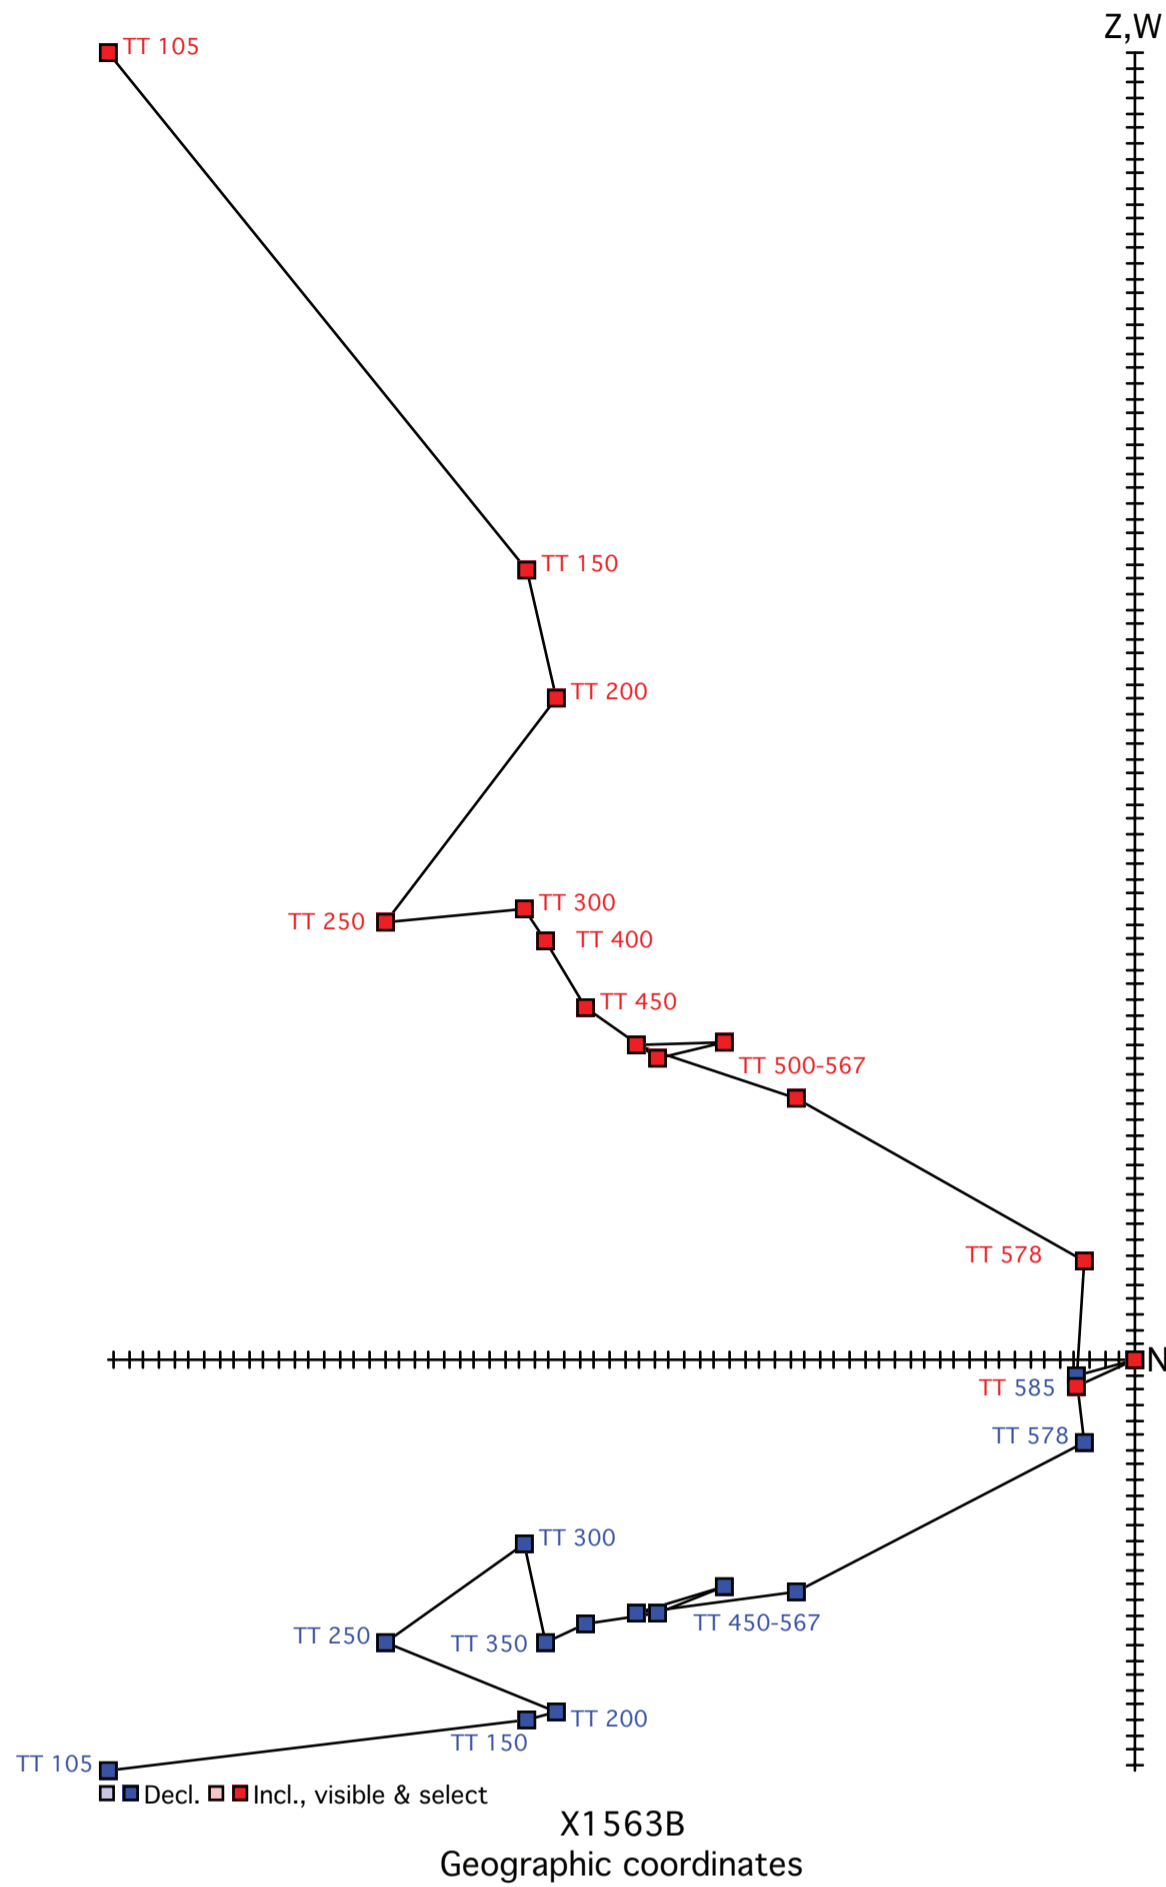 Z,W
TT 105
TT 150
TT 200
TT 300
TT 250
TT 400
TT 450
TT 500-567
TT 578
N
TT 585
TT 578
TT 300
TT 450-567
TT 250
TT 350
TT 200
TT 150
TT 105
Decl. Incl., visible & select
X1563B
Geographic coordinates